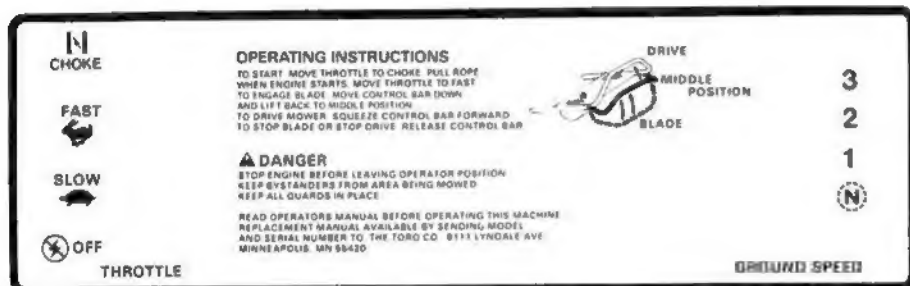 CHOKE
FAST
SLOW
OFF
THROTTLE
OPERATING INSTRUCTIONS
TO START MOVE THROTTLE TO CHOKE PULL ROPE
WHEN ENGINE STARTS MOVE THROTTLE TO FAST
TO ENGAGE BLADE MOVE CONTROL BAR DOWN
AND LIFT BACK TO MIDDLE POSITION
TO DRIVE MOWER SQUEEZE CONTROL BAR FORWARD
TO STOP BLADE OR STOP DRIVE RELEASE CONTROL BAR
DRIVE
MIDDLE
POSITION
BLADE
DANGER
STOP ENGINE BEFORE LEAVING OPERATOR POSITION
KEEP BYSTANDERS FROM AREA BEING MOWED
KEEP ALL GUARDS IN PLACE
READ OPERATORS MANUAL BEFORE OPERATING THIS MACHINE
REPLACEMENT MANUAL AVAILABLE BY SENDING MODEL
AND SERIAL NUMBER TO THE TORO CO 8111 LYNDALE AVE
MINNEAPOLIS MN 55420
3
2
1
N
GROUND SPEED